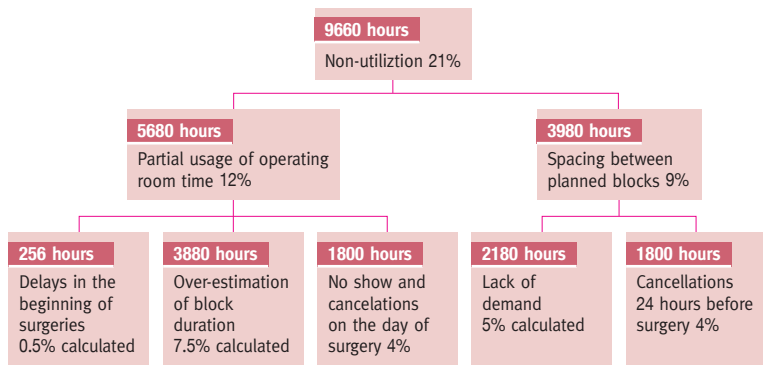 9660 hours
Non-utiliztion 21%
5680 hours
Partial usage of operating
room time 12%
3980 hours
Spacing between
planned blocks 9%
256 hours
Delays in the
beginning of
surgeries
0.5% calculated
3880 hours
Over-estimation
of block
duration
7.5% calculated
1800 hours
No show and
cancelations
on the day of
surgery 4%
2180 hours
Lack of
demand
5% calculated
1800 hours
Cancellations
24 hours before
surgery 4%